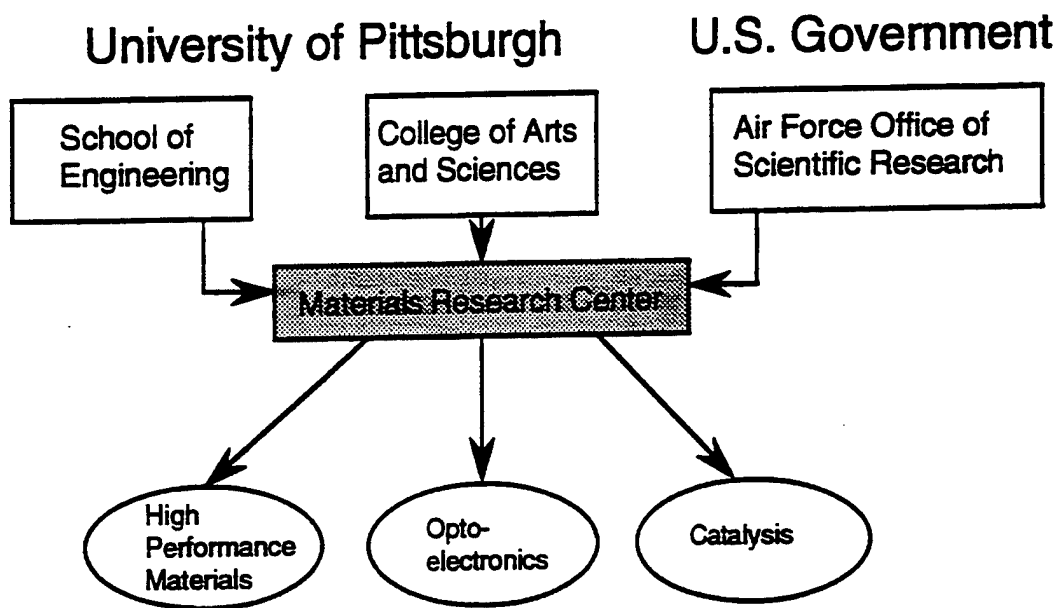 University of Pittsburgh
U.S. Government
School of
Engineering
College of Arts
and Sciences
Air Force Office of
Scientific Research
Materials Research Center
High
Performance
Materials
Opto-
electronics
Catalysis